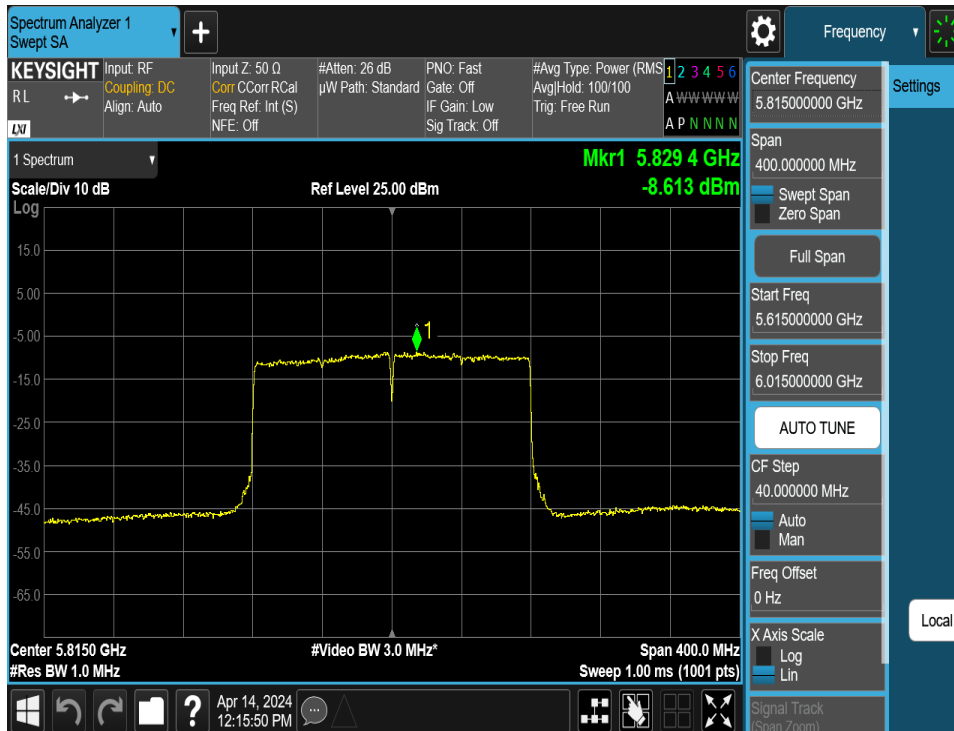 Spectrum Analyzer 1
Swept SA
+
Frequency
KEYSIGHT
R L
LXI
Input: RF
Coupling: DC
Align: Auto
Input Z: 50 Ω
Corr CCorr RCal
Freq Ref: Int (S)
NFE: Off
#Atten: 26 dB
µW Path: Standard
PNO: Fast
Gate: Off
IF Gain: Low
Sig Track: Off
#Avg Type: Power (RMS
Avg|Hold: 100/100
Trig: Free Run
1 2 3 4 5 6
A W W W W W
A P N N N N
1 Spectrum
Mkr1 5.829 4 GHz
Scale/Div 10 dB
Ref Level 25.00 dBm
-8.613 dBm
Log
15.0
5.00
-5.00
-15.0
-25.0
-35.0
-45.0
-55.0
-65.0
1
Center 5.8150 GHz
#Video BW 3.0 MHz*
Span 400.0 MHz
#Res BW 1.0 MHz
Sweep 1.00 ms (1001 pts)
Center Frequency
5.815000000 GHz
Settings
Span
400.000000 MHz
Swept Span
Zero Span
Full Span
Start Freq
5.615000000 GHz
Stop Freq
6.015000000 GHz
AUTO TUNE
CF Step
40.000000 MHz
Auto
Man
Freq Offset
0 Hz
Local
X Axis Scale
Log
Lin
Signal Track
(Span Zoom)
?
Apr 14, 2024
12:15:50 PM